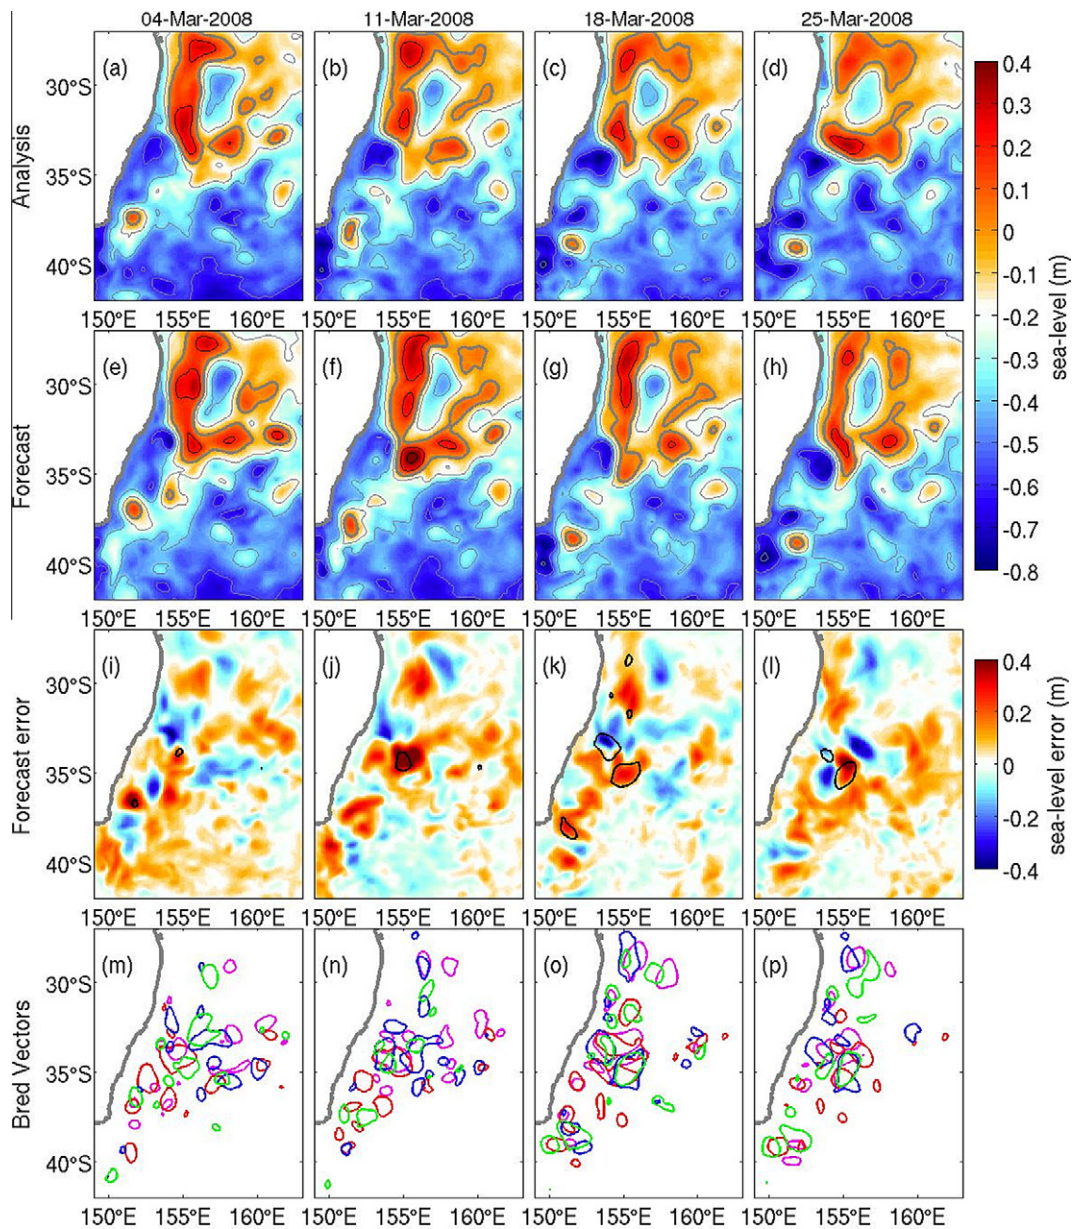 04-Mar-2008 11-Mar-2008 18-Mar-2008 25-Mar-2008
Analysis
30°S
35°S
40°S
(a) (b) (c) (d)
150°E 155°E 160°E 150°E 155°E 160°E 150°E 155°E 160°E 150°E 155°E 160°E
Forecast
30°S
35°S
40°S
(e) (f) (g) (h)
150°E 155°E 160°E 150°E 155°E 160°E 150°E 155°E 160°E 150°E 155°E 160°E
0.4
0.3
0.2
0.1
0
-0.1
-0.2
-0.3
-0.4
-0.5
-0.6
-0.7
-0.8
sea-level (m)
Forecast error
30°S
35°S
40°S
(i) (j) (k) (l)
150°E 155°E 160°E 150°E 155°E 160°E 150°E 155°E 160°E 150°E 155°E 160°E
0.4
0.2
0
-0.2
-0.4
sea-level error (m)
Bred Vectors
30°S
35°S
40°S
(m) (n) (o) (p)
150°E 155°E 160°E 150°E 155°E 160°E 150°E 155°E 160°E 150°E 155°E 160°E